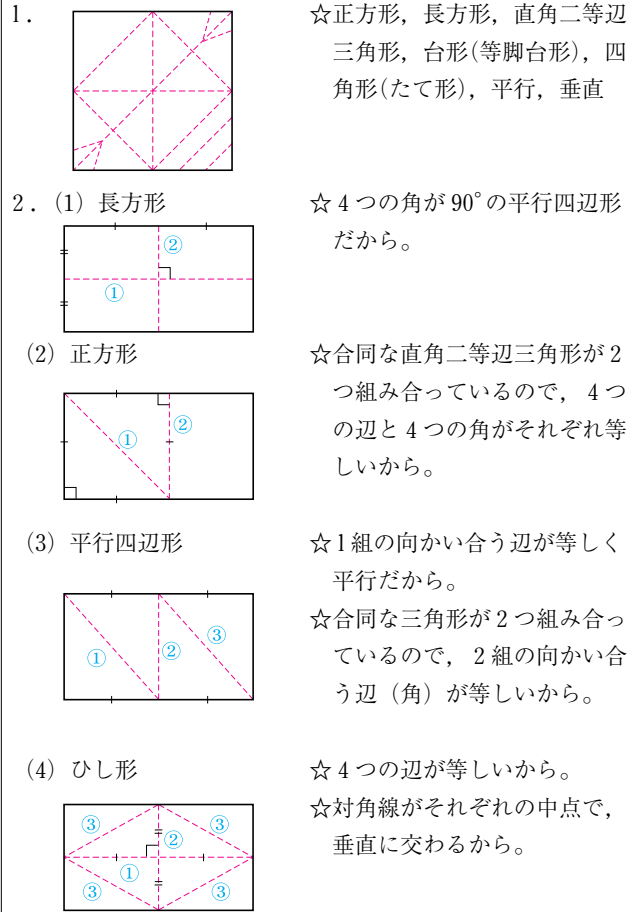 1. ☆正方形，長方形，直角二等辺
三角形，台形(等脚台形)，四
角形(たて形)，平行，垂直
2. (1) 長方形 ☆4つの角が90°の平行四辺形
だから。
②
①
(2) 正方形 ☆合同な直角二等辺三角形が2
つ組み合っているので， 4つ
の辺と4つの角がそれぞれ等
しいから。
① ②
(3) 平行四辺形 ☆1組の向かい合う辺が等しく
平行だから。
☆合同な三角形が2つ組み合っ
ているので， 2組の向かい合
う辺（角）が等しいから。
① ② ③
(4) ひし形 ☆4つの辺が等しいから。
☆対角線がそれぞれの中点で，
垂直に交わるから。
③ ③
②
①
③ ③